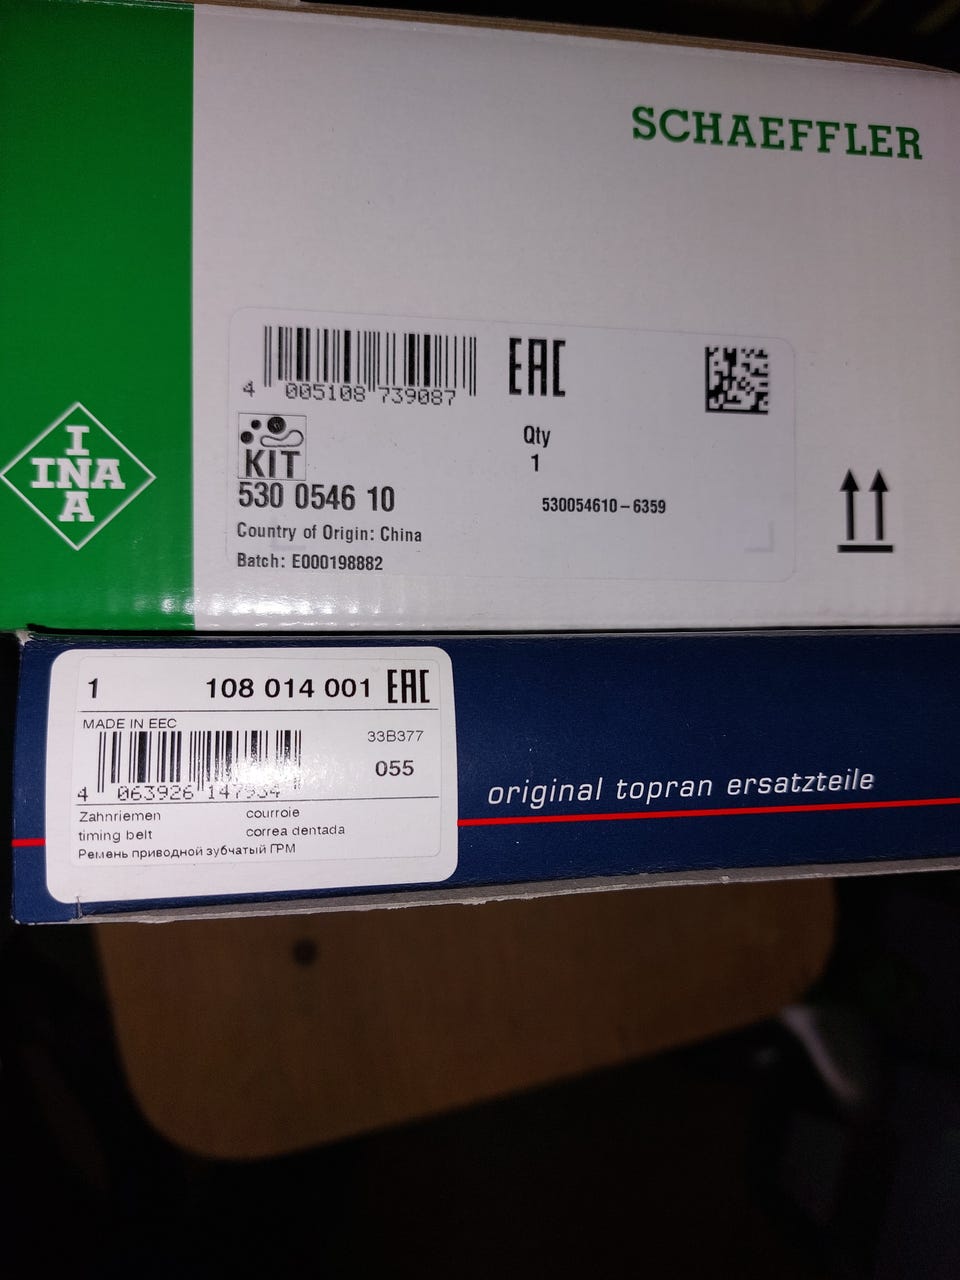 SCHAEFFLER
INA
INA
4 005108 739087
EAC
KIT
Qty
1
530 0546 10
530054610-6359
Country of Origin: China
Batch: E000198882
1 108 014 001 EAC
MADE IN EEC
33B377
055
4 063926 147934
Zahnriemen courroie
timing belt correa dentada
Ремень приводной зубчатый ГРМ
original topran ersatzteile